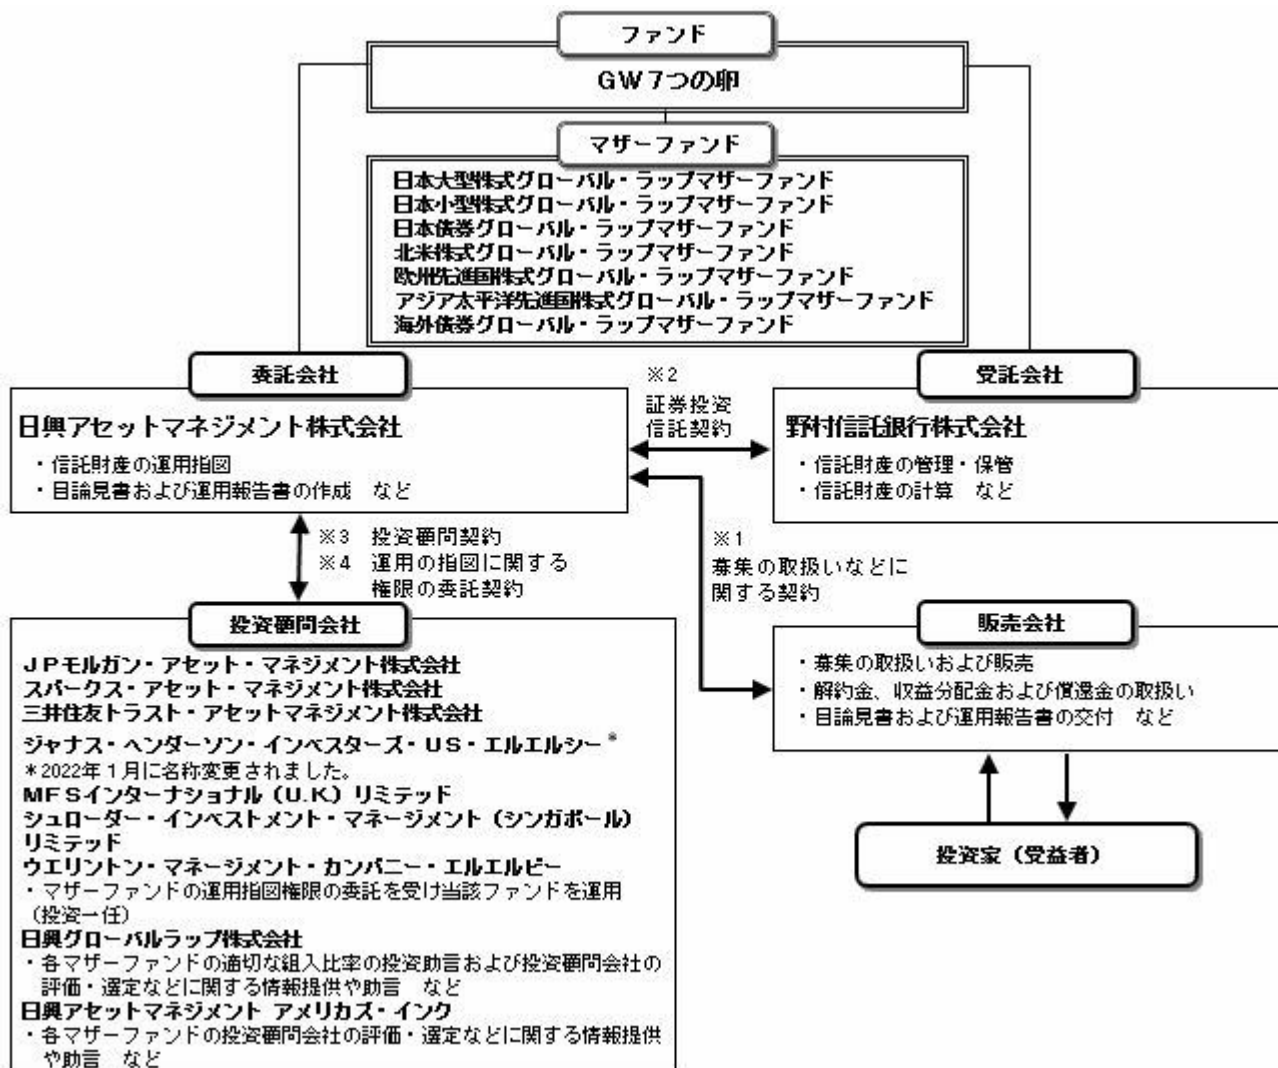 ファンド
GW7つの卵
マザーファンド
日本大型株式グローバル・ラップマザーファンド
日本小型株式グローバル・ラップマザーファンド
日本債券グローバル・ラップマザーファンド
北米株式グローバル・ラップマザーファンド
欧州先進国株式グローバル・ラップマザーファンド
アジア太平洋先進国株式グローバル・ラップマザーファンド
海外債券グローバル・ラップマザーファンド
委託会社
日興アセットマネジメント株式会社
・信託財産の運用指図
・目論見書および運用報告書の作成 など
※2
証券投資
信託契約
受託会社
野村信託銀行株式会社
・信託財産の管理・保管
・信託財産の計算 など
※3 投資顧問契約
※4 運用の指図に関する
権限の委託契約
※1
募集の取扱いなどに
関する契約
投資顧問会社
JPモルガン・アセット・マネジメント株式会社
スパークス・アセット・マネジメント株式会社
三井住友トラスト・アセットマネジメント株式会社
ジャナス・ヘンダーソン・インベスターズ・US・エルエルシー*
*2022年1月に名称変更されました。
MFSインターナショナル(U.K.)リミテッド
シュローダー・インベストメント・マネージメント(シンガポール)
リミテッド
ウエリントン・マネージメント・カンパニー・エルエルピー
・マザーファンドの運用指図権限の委託を受け当該ファンドを運用
(投資一任)
日興グローバルラップ株式会社
・各マザーファンドの適切な組入比率の投資助言および投資顧問会社の
評価・選定などに関する情報提供や助言 など
日興アセットマネジメント アメリカズ・インク
・各マザーファンドの投資顧問会社の評価・選定などに関する情報提供
や助言 など
販売会社
・募集の取扱いおよび販売
・解約金、収益分配金および償還金の取扱い
・目論見書および運用報告書の交付 など
投資家(受益者)